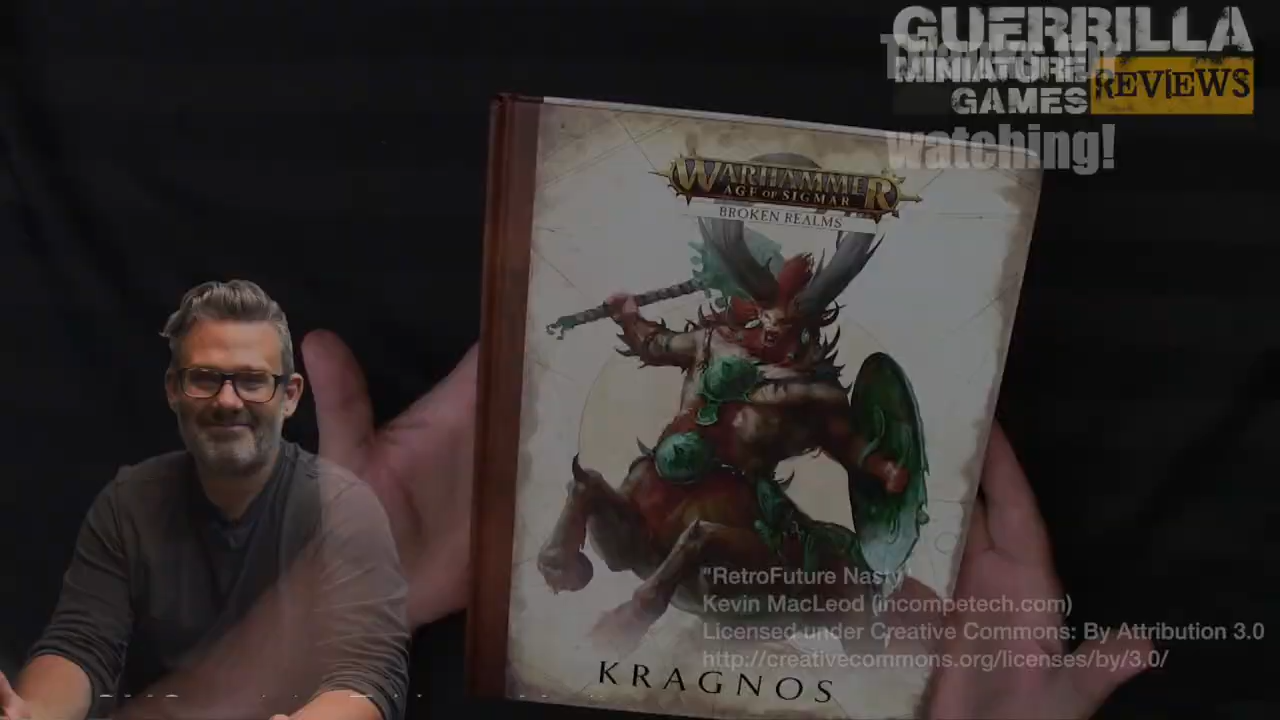 GUERRILLA
MINIATURE
GAMES
REVIEWS
watching!
WARHAMMER
AGE OF SIGMAR
BROKEN REALMS
"RetroFuture Nasty"
Kevin MacLeod (incompetech.com)
Licensed under Creative Commons: By Attribution 3.0
http://creativecommons.org/licenses/by/3.0/
KRAGNOS